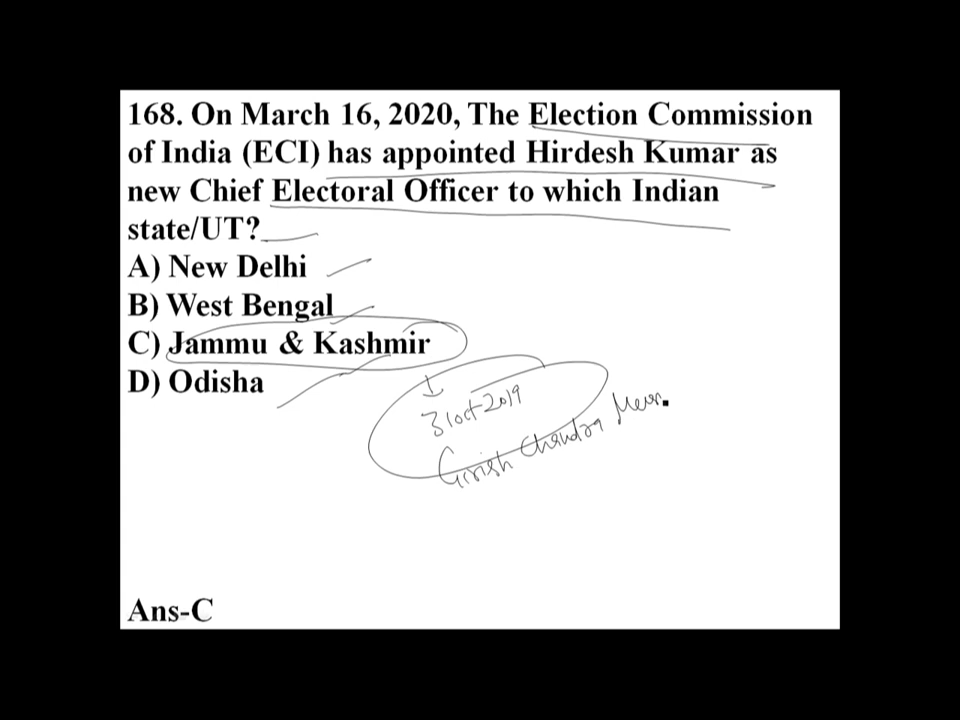 168. On March 16, 2020, The Election Commission
of India (ECI) has appointed Hirdesh Kumar as
new Chief Electoral Officer to which Indian
state/UT?
A) New Delhi
B) West Bengal
C) Jammu & Kashmir
D) Odisha
31 oct-2019
Girish Chandra
Ans-C